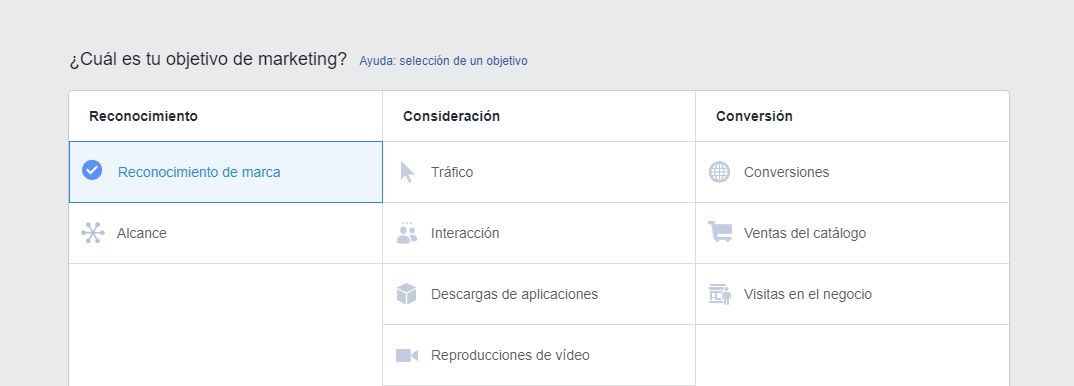 ¿Cuál es tu objetivo de marketing? Ayuda: selección de un objetivo
Reconocimiento Consideración Conversión
Reconocimiento de marca Tráfico Conversiones
Alcance Interacción Ventas del catálogo
Descargas de aplicaciones Visitas en el negocio
Reproducciones de vídeo